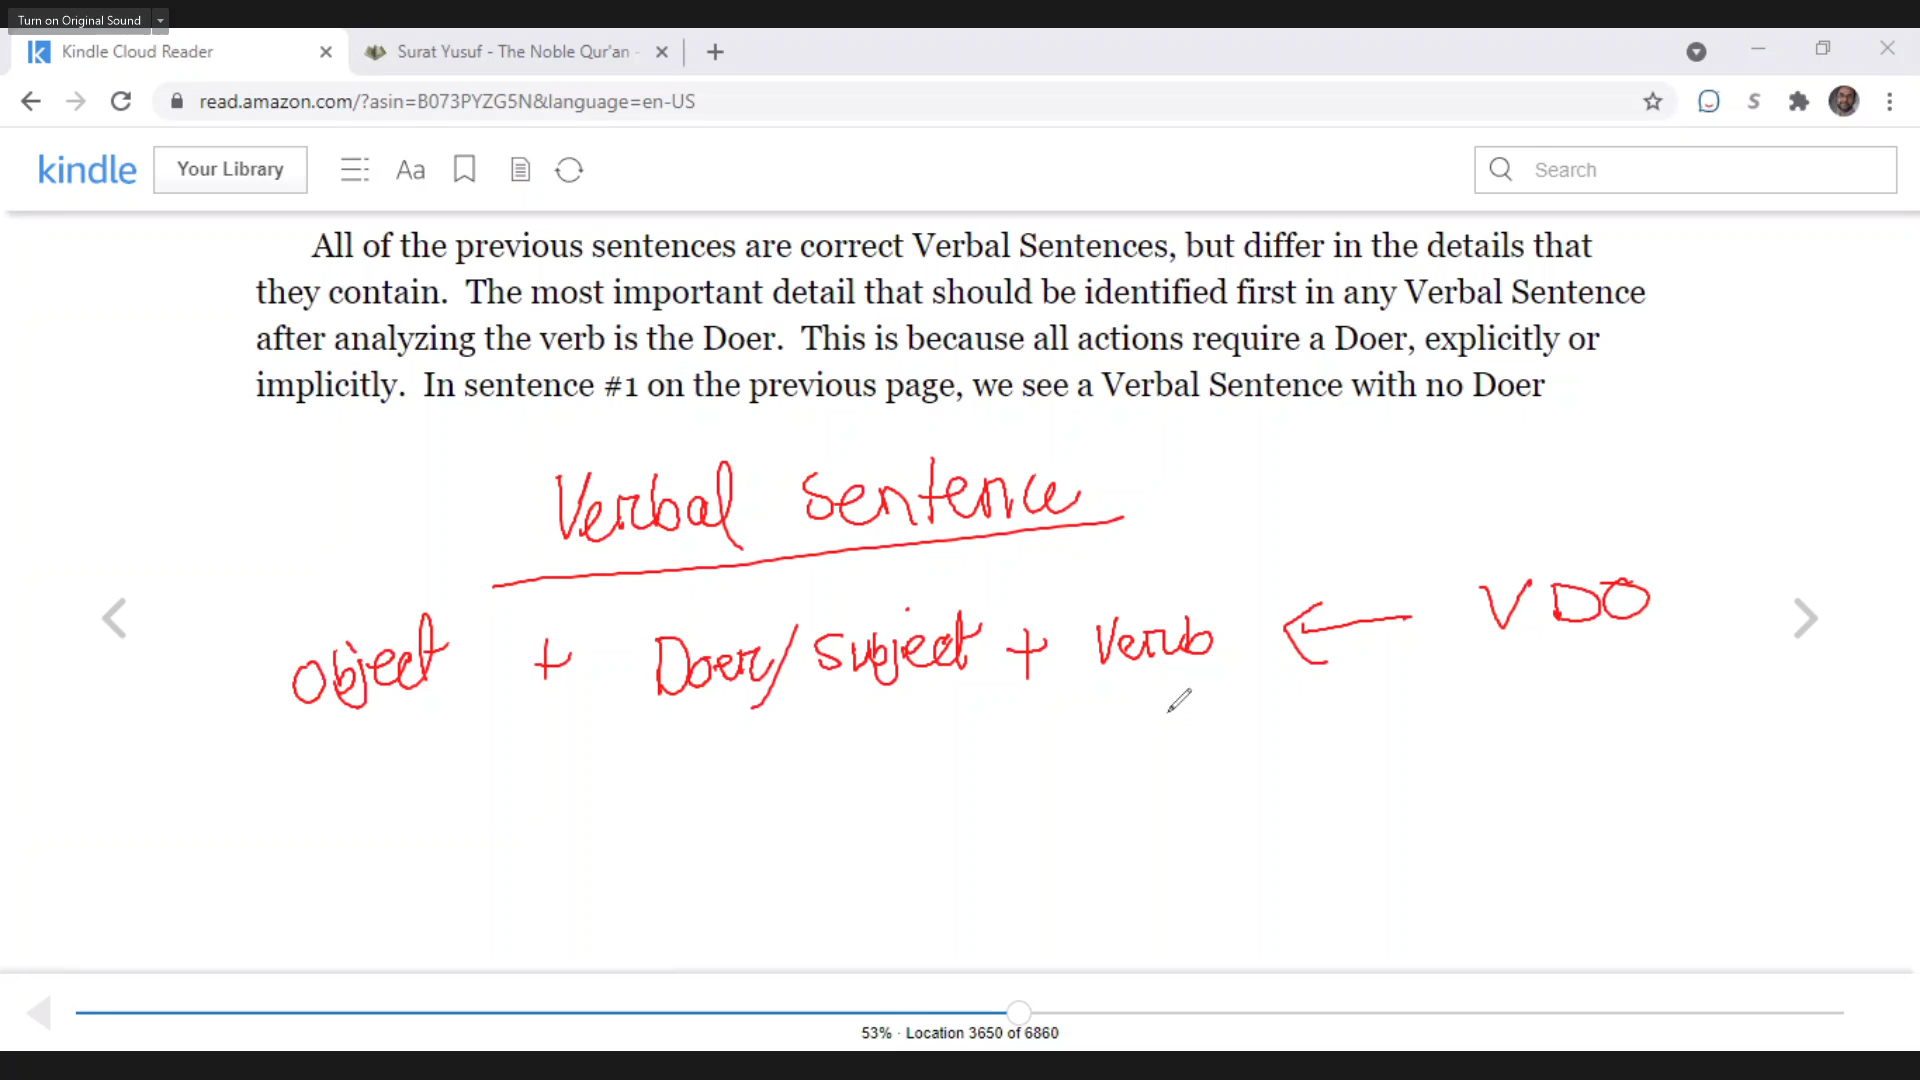 Turn on Original Sound
Kindle Cloud Reader
Surat Yusuf - The Noble Qur'an -
read.amazon.com/?asin=B073PYZG5N&language=en-US
kindle Your Library Aa Search
All of the previous sentences are correct Verbal Sentences, but differ in the details that
they contain. The most important detail that should be identified first in any Verbal Sentence
after analyzing the verb is the Doer. This is because all actions require a Doer, explicitly or
implicitly. In sentence #1 on the previous page, we see a Verbal Sentence with no Doer
Verbal sentence
object + Doer/subject + Verb ← VDO
53% · Location 3650 of 6860